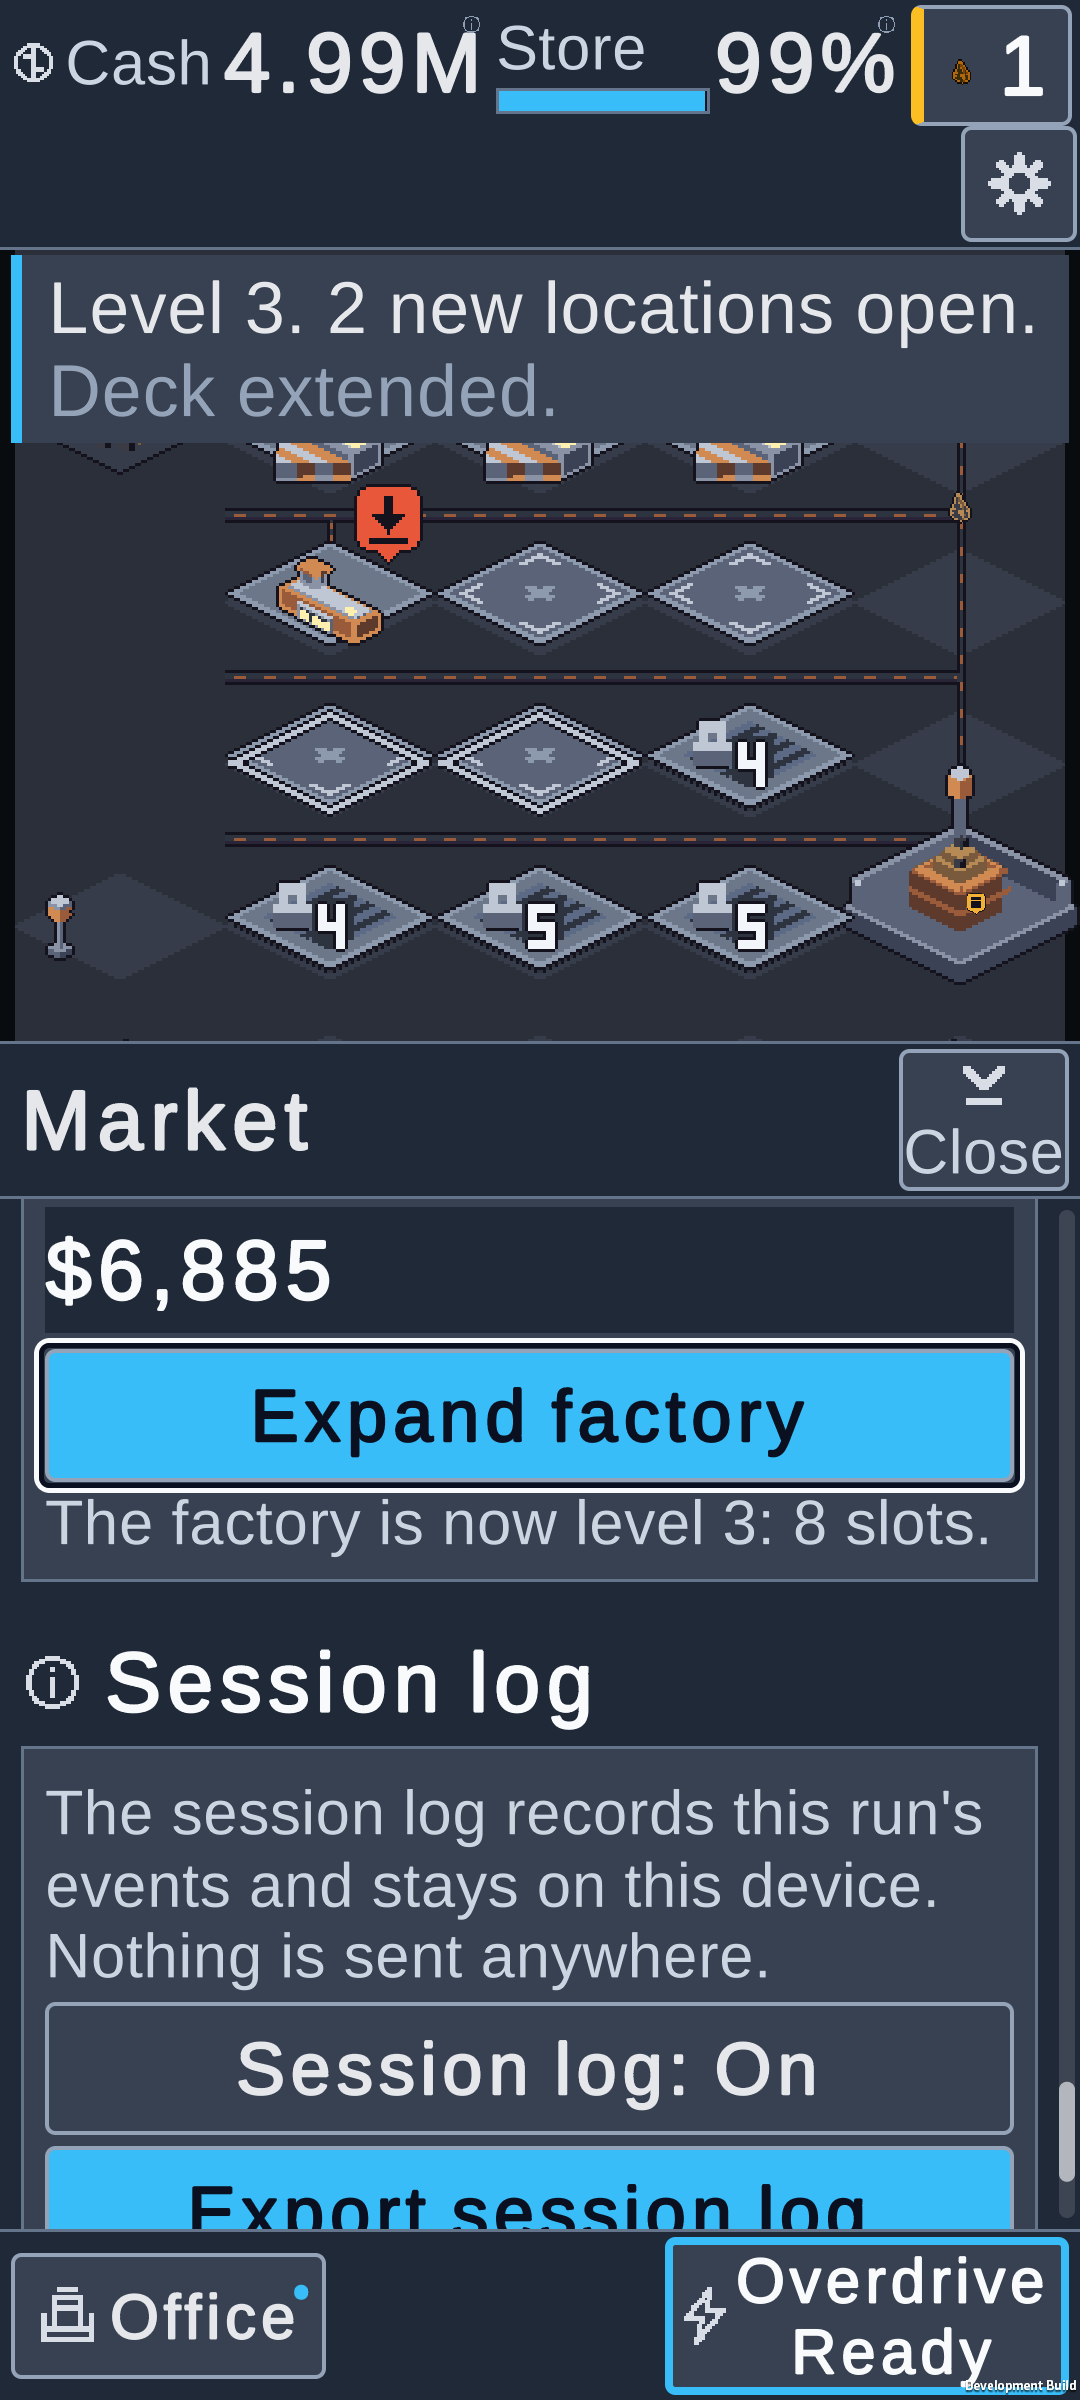 Cash 4.99M Store 99% 1
Level 3. 2 new locations open.
Deck extended.
4
4 5 5
Market
Close
$6,885
Expand factory
The factory is now level 3: 8 slots.
Session log
The session log records this run's
events and stays on this device.
Nothing is sent anywhere.
Session log: On
Export session log
Office
Overdrive
Ready
Development Build